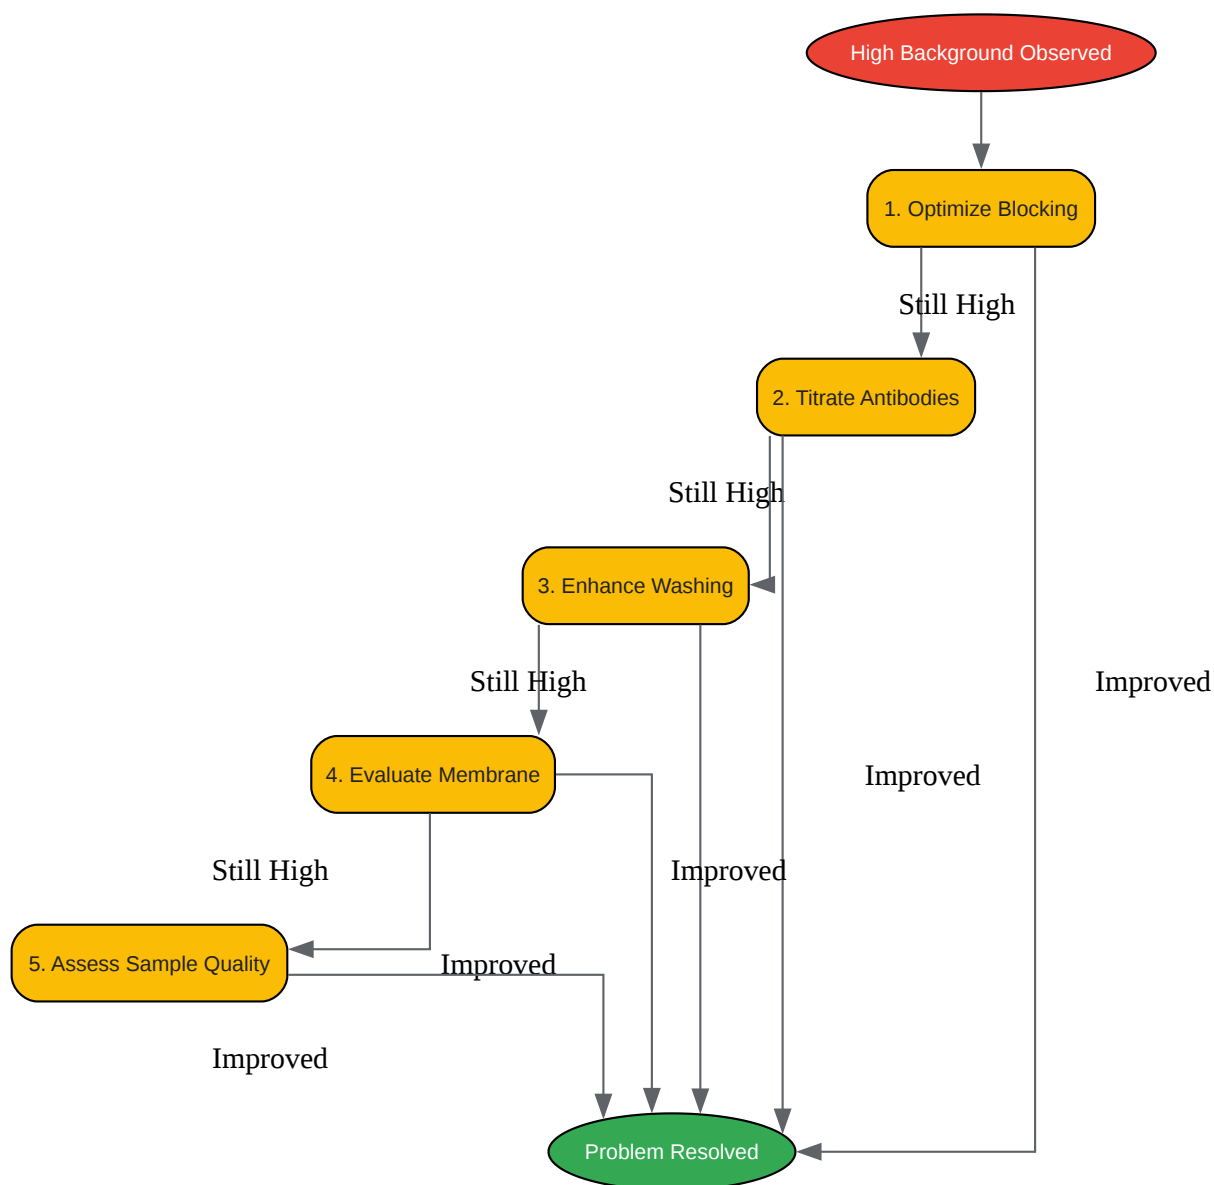 High Background Observed
1. Optimize Blocking
Still High
2. Titrate Antibodies
Still High
3. Enhance Washing
Still High
Improved
4. Evaluate Membrane
Improved
Still High
Improved
5. Assess Sample Quality
Improved
Improved
Problem Resolved